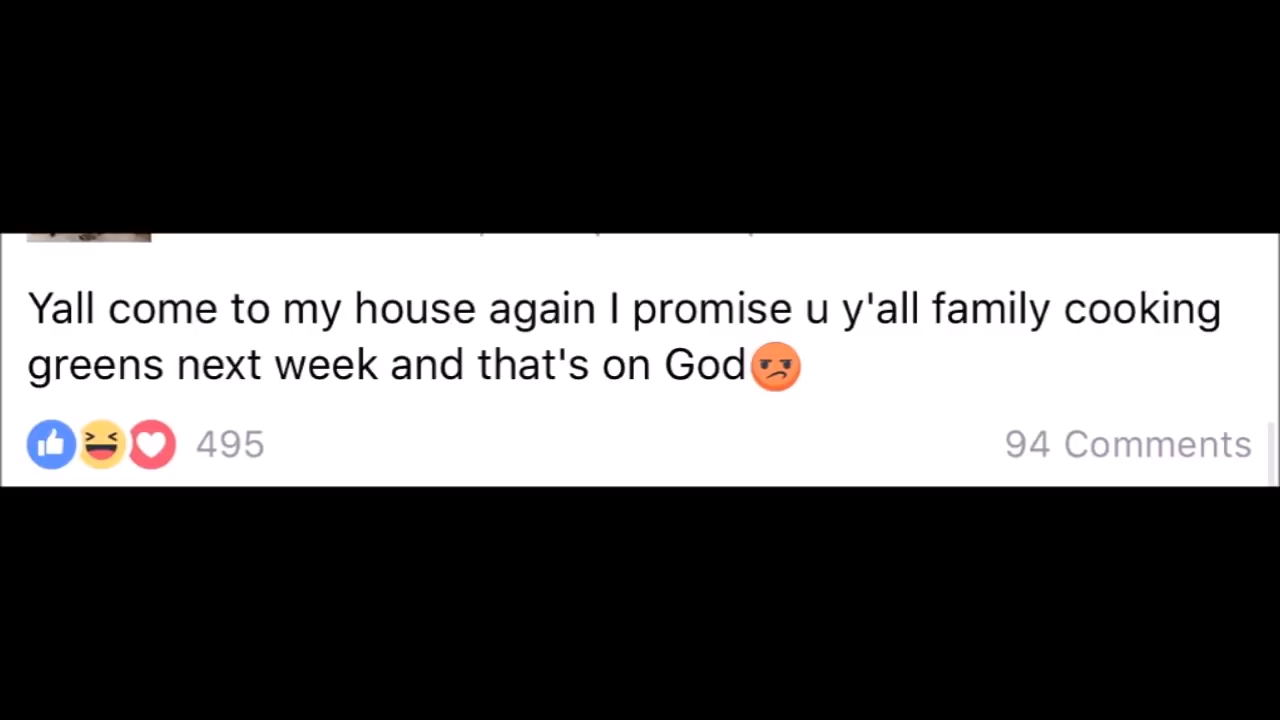 Yall come to my house again I promise u y'all family cooking
greens next week and that's on God😡
495
94 Comments